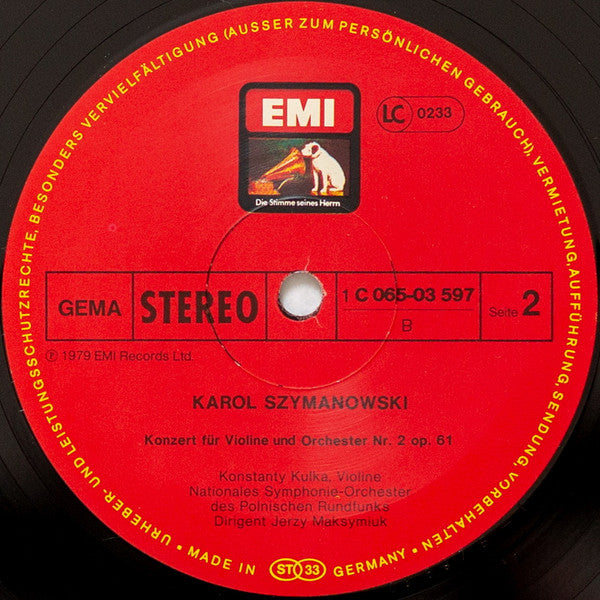 URHEBER- UND LEISTUNGSSCHUTZRECHTE, BESONDERS VERVIELFÄLTIGUNG (AUSSER ZUM PERSÖNLICHEN GEBRAUCH), VERMIETUNG, AUFFÜHRUNG, SENDUNG, VORBEHALTEN •
EMI
Die Stimme seines Herrn
LC 0233
GEMA
STEREO
1 C 065-03 597
B
Seite 2
℗ 1979 EMI Records Ltd.
KAROL SZYMANOWSKI
Konzert für Violine und Orchester Nr. 2 op. 61
Konstanty Kulka, Violine
Nationales Symphonie-Orchester
des Polnischen Rundfunks
Dirigent Jerzy Maksymiuk
• MADE IN ST 33 GERMANY •